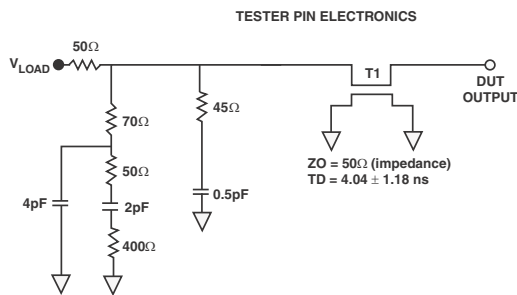 TESTER PIN ELECTRONICS
50Ω
VLOAD
T1
DUT
OUTPUT
70Ω
45Ω
50Ω
ZO = 50Ω (impedance)
TD = 4.04 ± 1.18 ns
4pF
2pF
0.5pF
400Ω